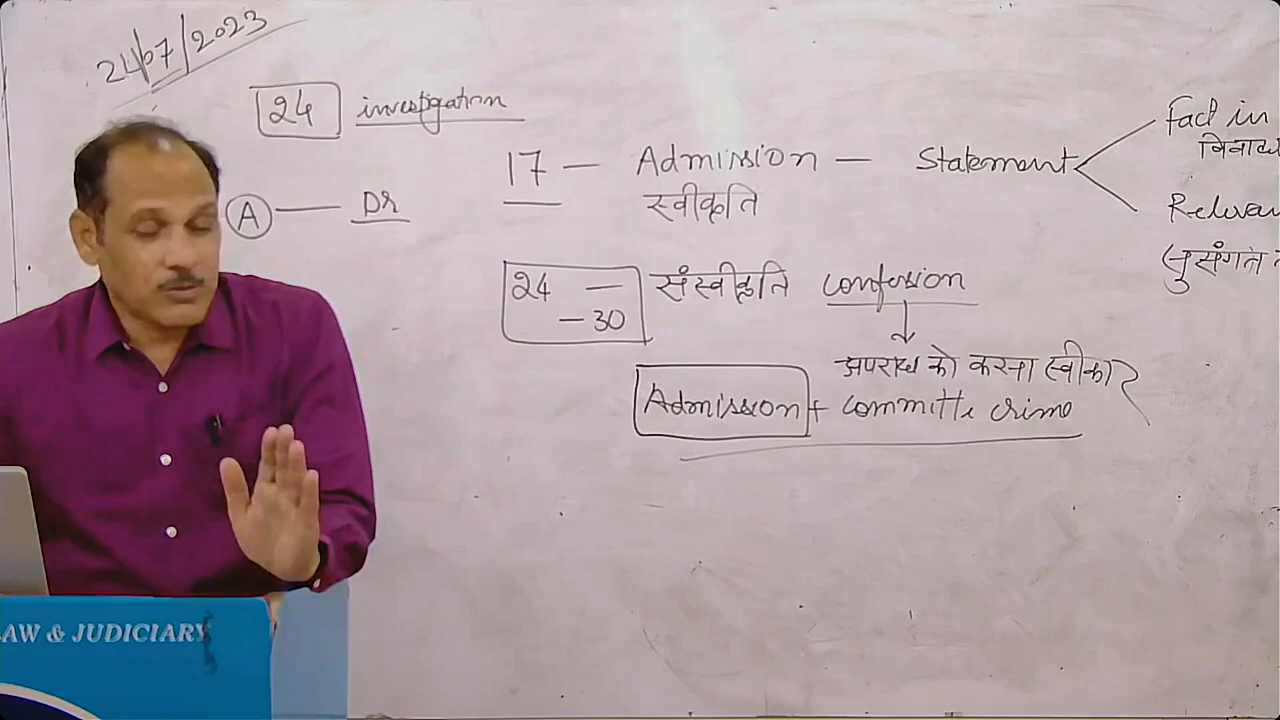 24/07/2023
24 investigation
17 — Admission — Statement
स्वीकृति
Fact in
Relevan
A — Dr
24 —
— 30
संस्वीकृति confession
अपराध को करना स्वीकार
Admission + committe crime
AW & JUDICIARY